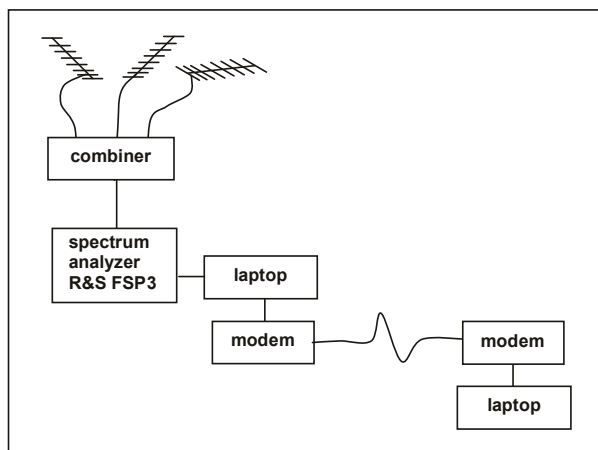 combiner
spectrum
analyzer
R&S FSP3
laptop
modem
modem
laptop